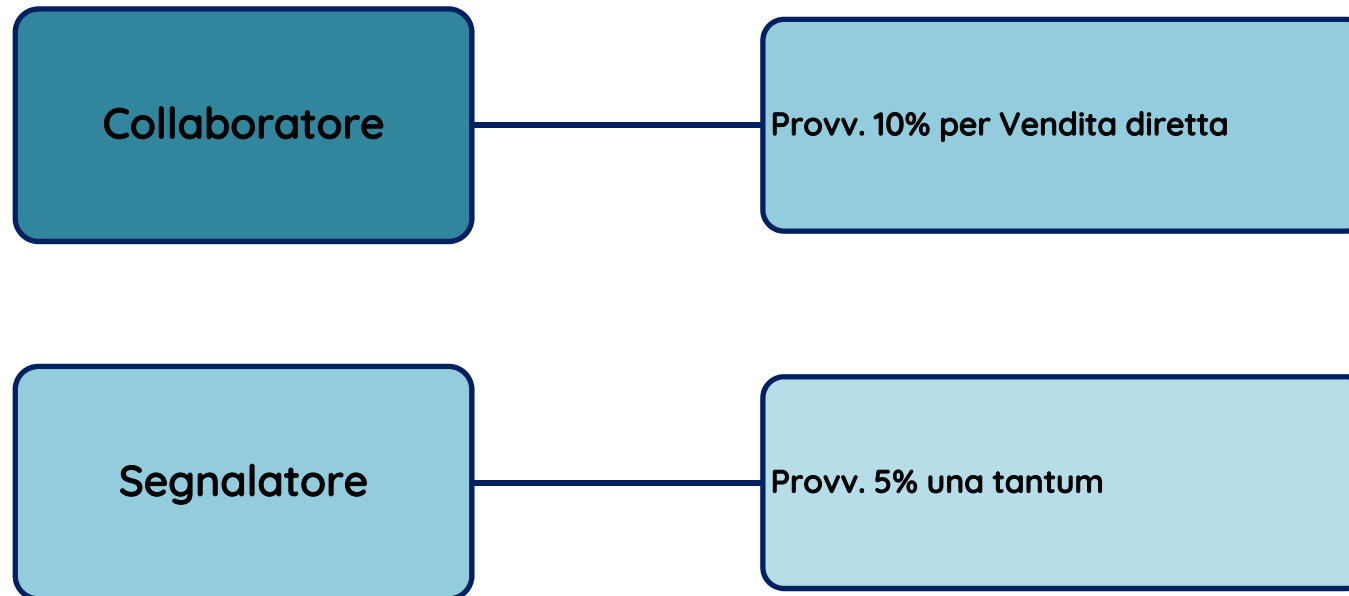 Collaboratore
Provv. 10% per Vendita diretta
Segnalatore
Provv. 5% una tantum